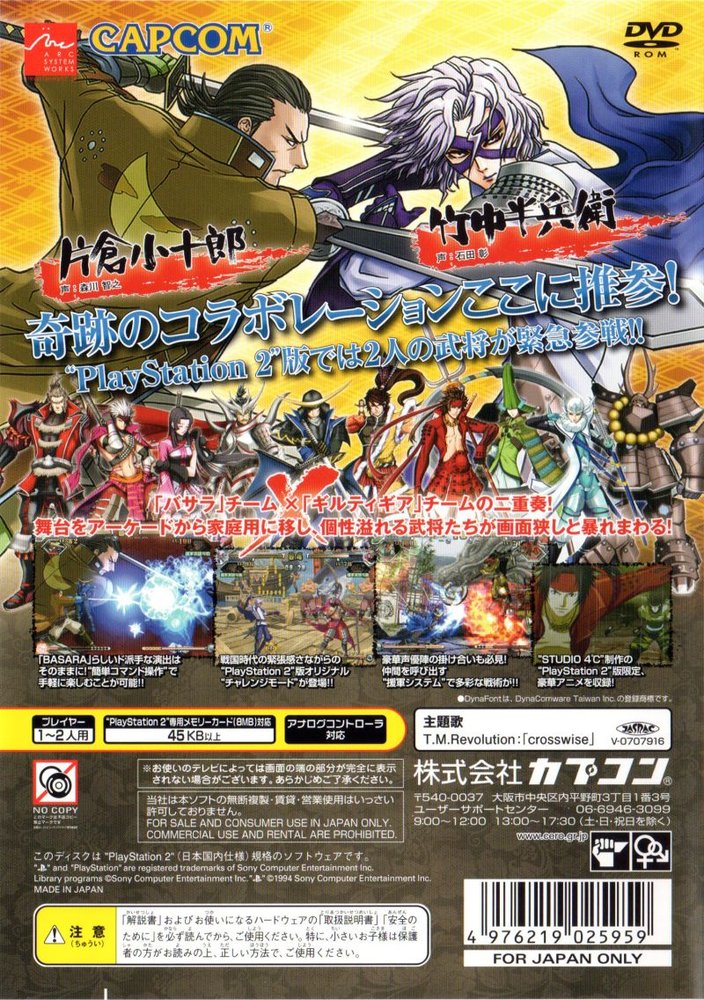 ARC
SYSTEM
WORKS
CAPCOM®
DVD
ROM
片倉小十郎
声:森川 智之
竹中半兵衛
声:石田 彰
奇跡のコラボレーションここに推参!
"PlayStation 2"版では2人の武将が緊急参戦!!
「バサラ」チーム×「ギルティギア」チームの二重奏!
舞台をアーケードから家庭用に移し、個性溢れる武将たちが画面狭しと暴れまわる!
「BASARA」らしいド派手な演出は
そのままに!"簡単コマンド操作"で
手軽に楽しむことが可能!!
戦国時代の緊張感さながらの
"PlayStation 2"版オリジナル
"チャレンジモード"が登場!!
豪華声優陣の掛け合いも必見!
仲間を呼び出す
"援軍システム"で多彩な戦術が!!
"STUDIO 4℃"制作の
"PlayStation 2"版限定、
豪華アニメを収録!
●DynaFontは、DynaComware Taiwan Inc.の登録商標です。
プレイヤー
1~2人用
"PlayStation 2"専用メモリーカード(8MB)対応
45KB以上
アナログコントローラ
対応
主題歌
T.M.Revolution:「crosswise」
JASRAC
V-0707916
NO COPY
※お使いのテレビによっては画面の端の部分が完全に表示
されない場合がございます。あらかじめご了承ください。
当社は本ソフトの無断複製・賃貸・営業使用はいっさい
許可しておりません。
FOR SALE AND CONSUMER USE IN JAPAN ONLY.
COMMERCIAL USE AND RENTAL ARE PROHIBITED.
株式会社カプコン
〒540-0037 大阪市中央区内平野町3丁目1番3号
ユーザーサポートセンター 06-6946-3099
9:00~12:00 13:00~17:30 (土・日・祝日を除く)
www.cero.gr.jp
このディスクは "PlayStation 2" (日本国内仕様) 規格のソフトウェアです。
" " and "PlayStation" are registered trademarks of Sony Computer Entertainment Inc.
Library programs ©Sony Computer Entertainment Inc. " " ©1994 Sony Computer Entertainment Inc.
MADE IN JAPAN
注意
(ちゅうい)
「解説書」およびお使いになるハードウェアの「取扱説明書」「安全の
ために」を必ず読んでから、ご使用ください。特に、小さいお子様は保護
者の方がお読みの上、正しい方法で、ご使用ください。
4 976219 025959
FOR JAPAN ONLY